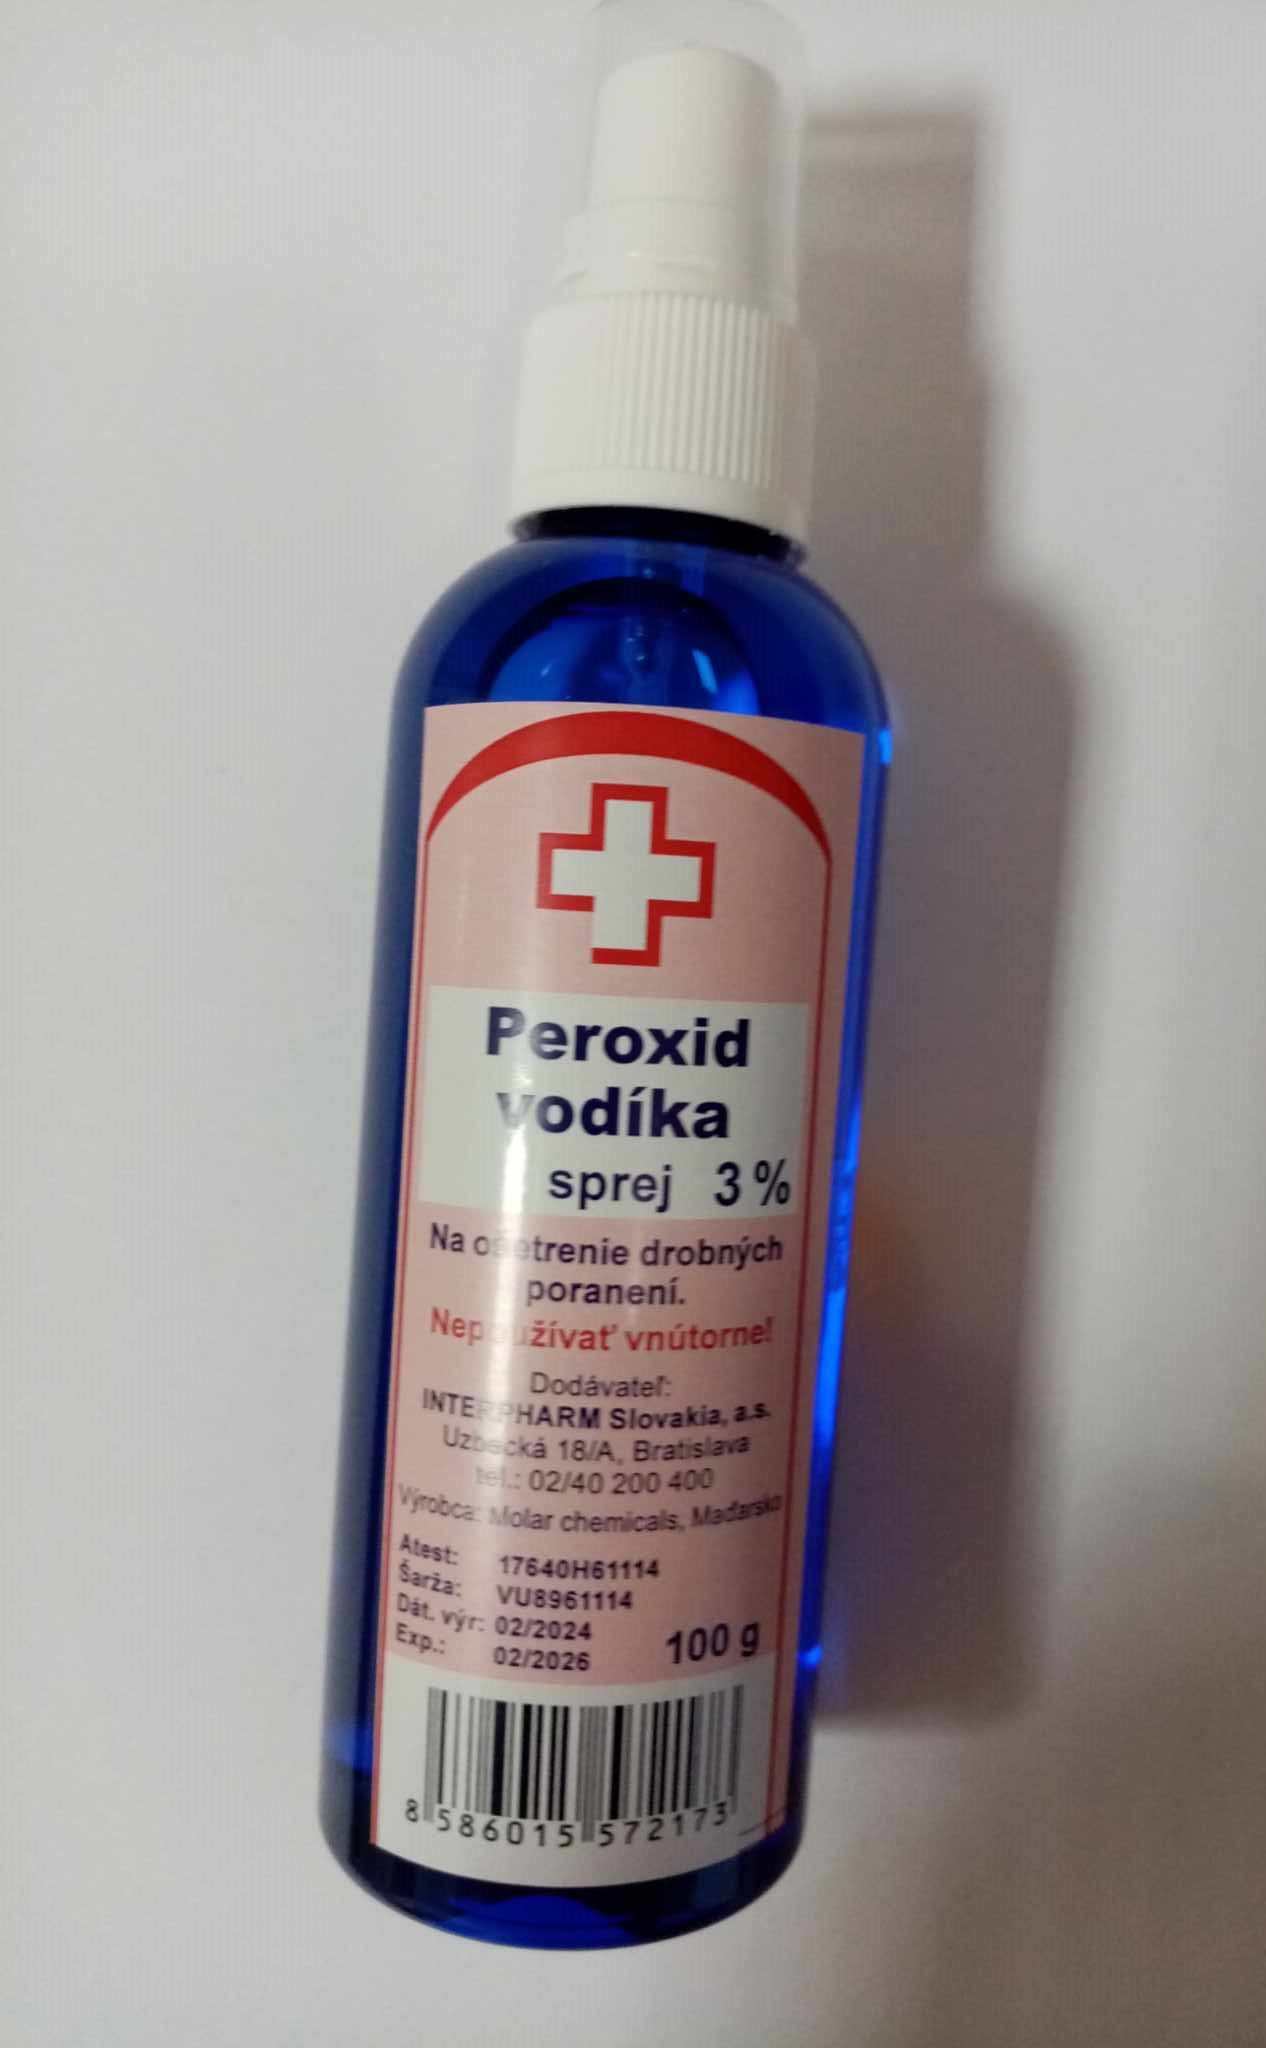 Peroxid
vodíka
sprej 3 %
Na ošetrenie drobných
poranení.
Nepoužívať vnútorne!
Dodávateľ:
INTERPHARM Slovakia, a.s.
Uzbecká 18/A, Bratislava
tel.: 02/40 200 400
Výrobca: Molar chemicals, Maďarsko
Atest: 17640H61114
Šarža: VU8961114
Dát. výr: 02/2024
Exp.: 02/2026
100 g
8 586015 572173